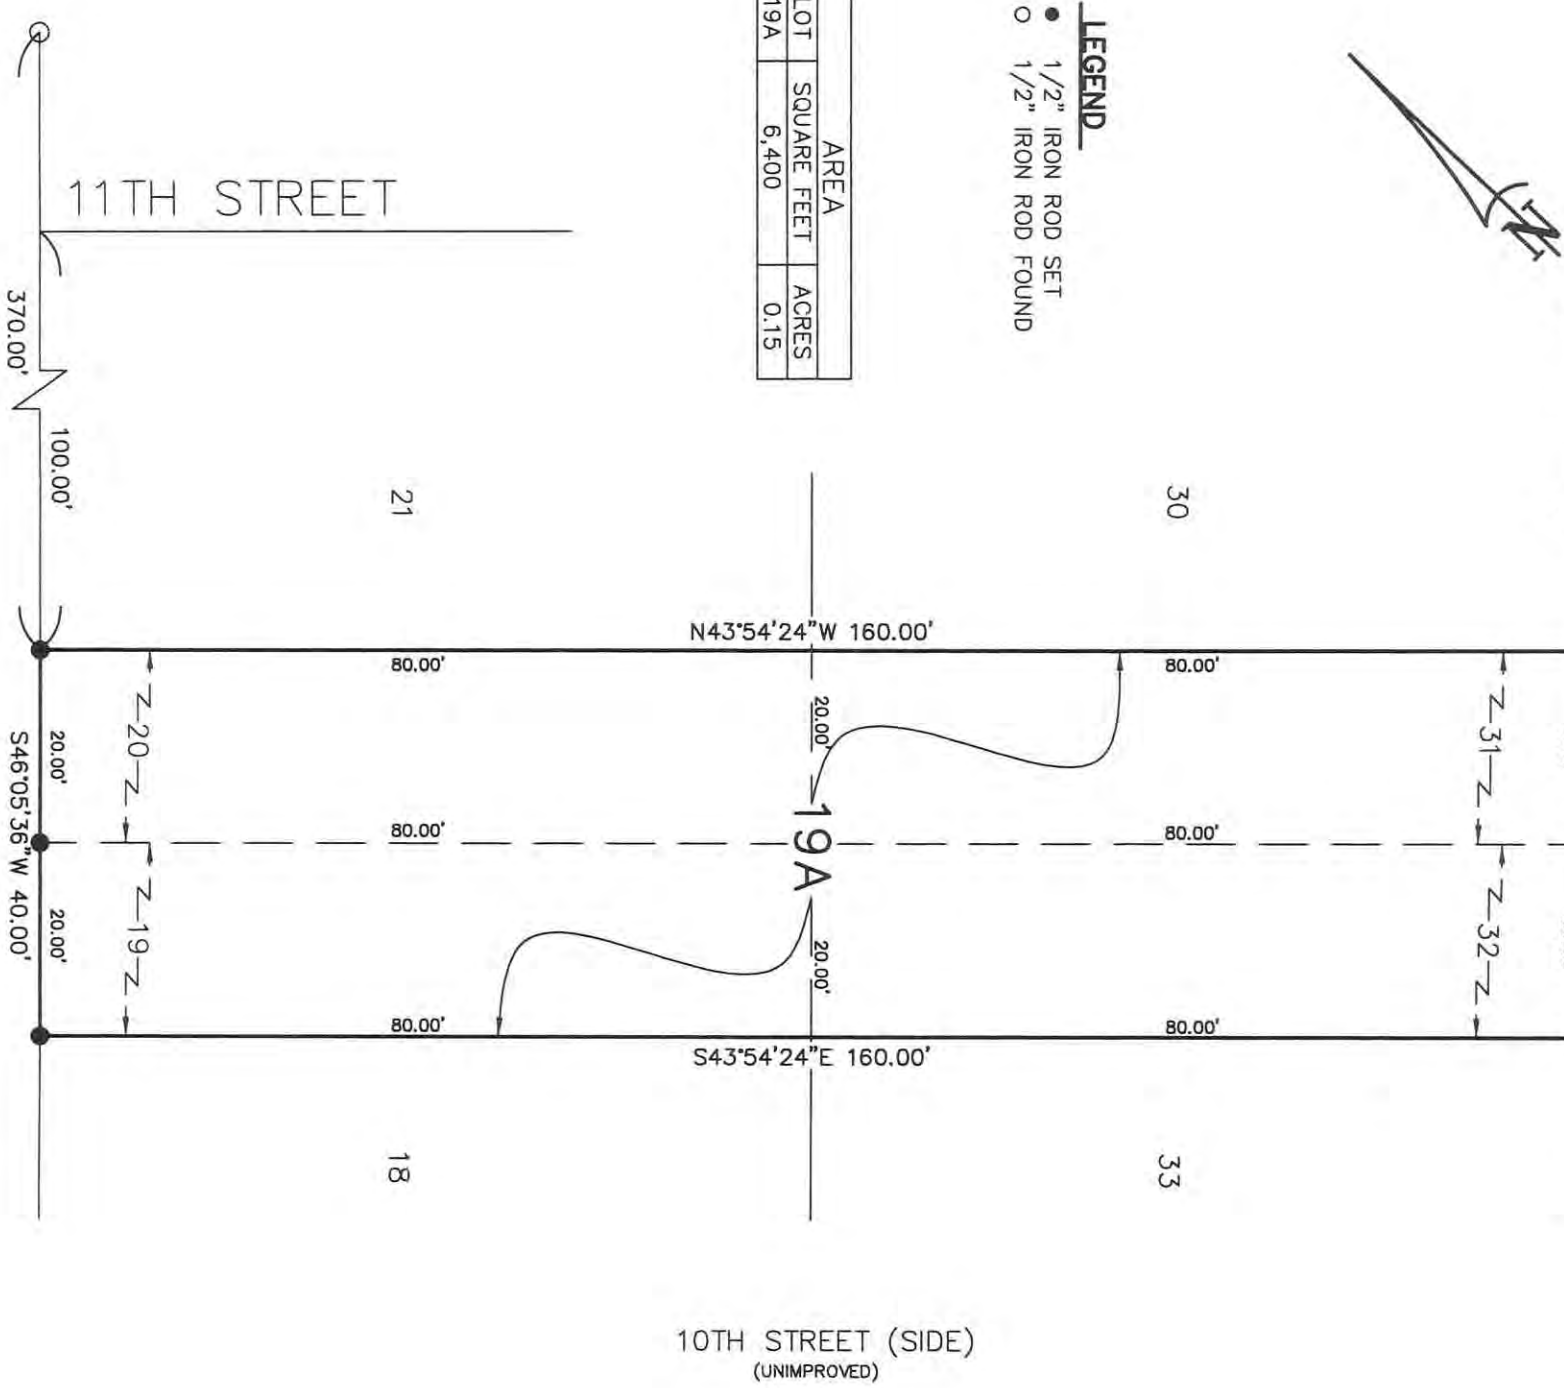 LEGEND
● 1/2" IRON ROD SET
○ 1/2" IRON ROD FOUND
N
AREA
LOT SQUARE FEET ACRES
19A 6,400 0.15
11TH STREET
370.00'
100.00'
21
30
N43°54'24"W 160.00'
80.00'
80.00'
20.00'
20
31
20.00'
S46°05'36"W 40.00'
80.00'
19A
80.00'
20.00'
19
32
20.00'
80.00'
80.00'
S43°54'24"E 160.00'
18
33
10TH STREET (SIDE)
(UNIMPROVED)